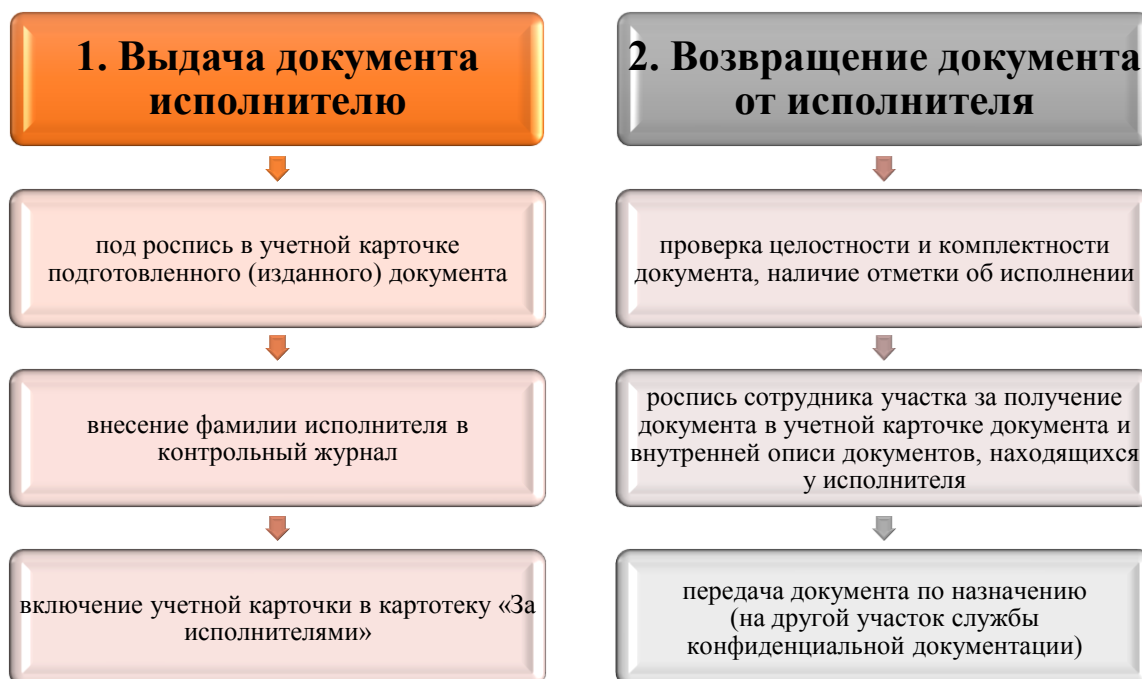 1. Выдача документа
исполнителю
под роспись в учетной карточке
подготовленного (изданного) документа
внесение фамилии исполнителя в
контрольный журнал
включение учетной карточки в картотеку «За
исполнителями»
2. Возвращение документа
от исполнителя
проверка целостности и комплектности
документа, наличие отметки об исполнении
роспись сотрудника участка за получение
документа в учетной карточке документа и
внутренней описи документов, находящихся
у исполнителя
передача документа по назначению
(на другой участок службы
конфиденциальной документации)